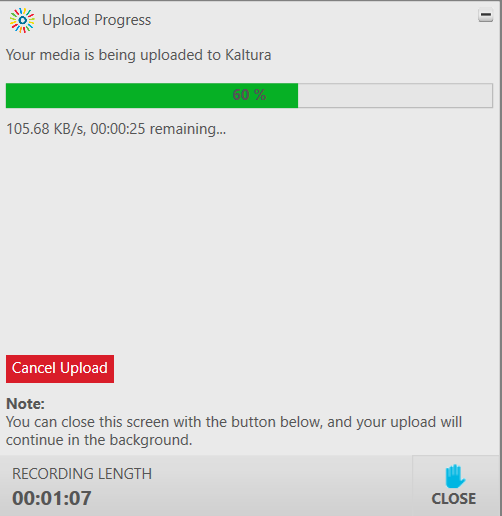 Upload Progress
Your media is being uploaded to Kaltura
60 %
105.68 KB/s, 00:00:25 remaining...
Cancel Upload
Note:
You can close this screen with the button below, and your upload will
continue in the background.
RECORDING LENGTH
00:01:07
CLOSE